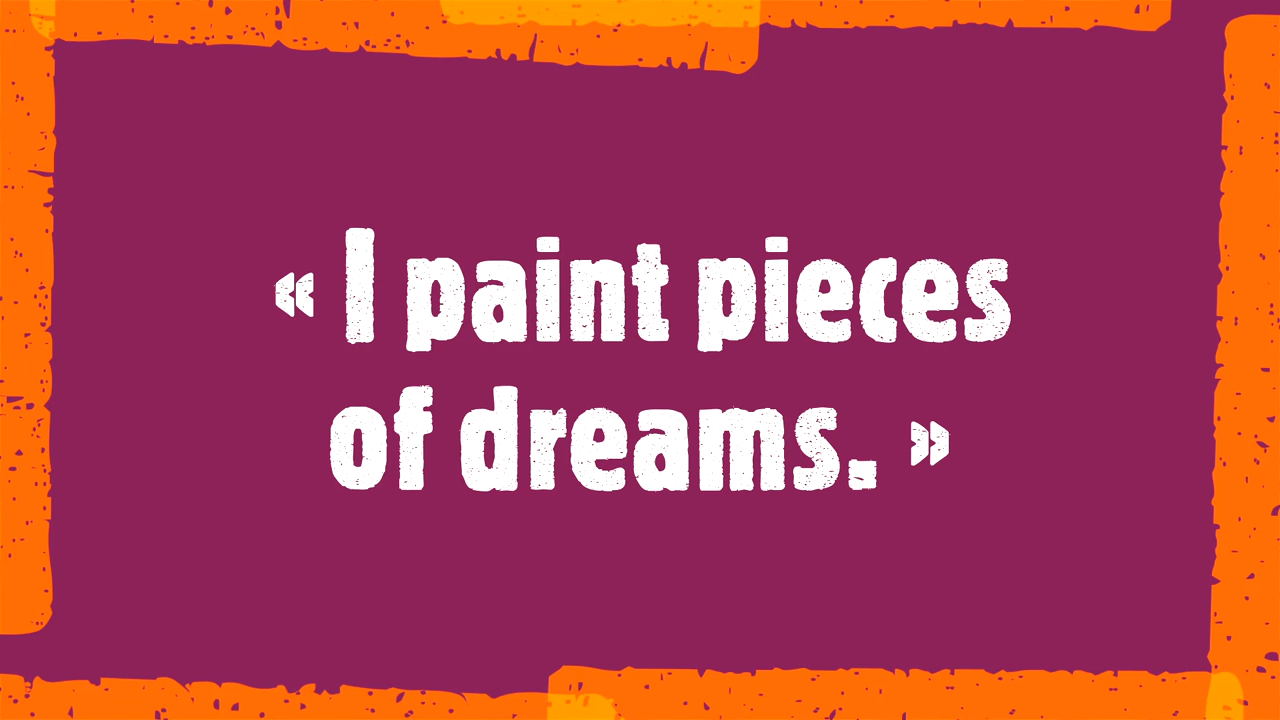 « I paint pieces
of dreams. »